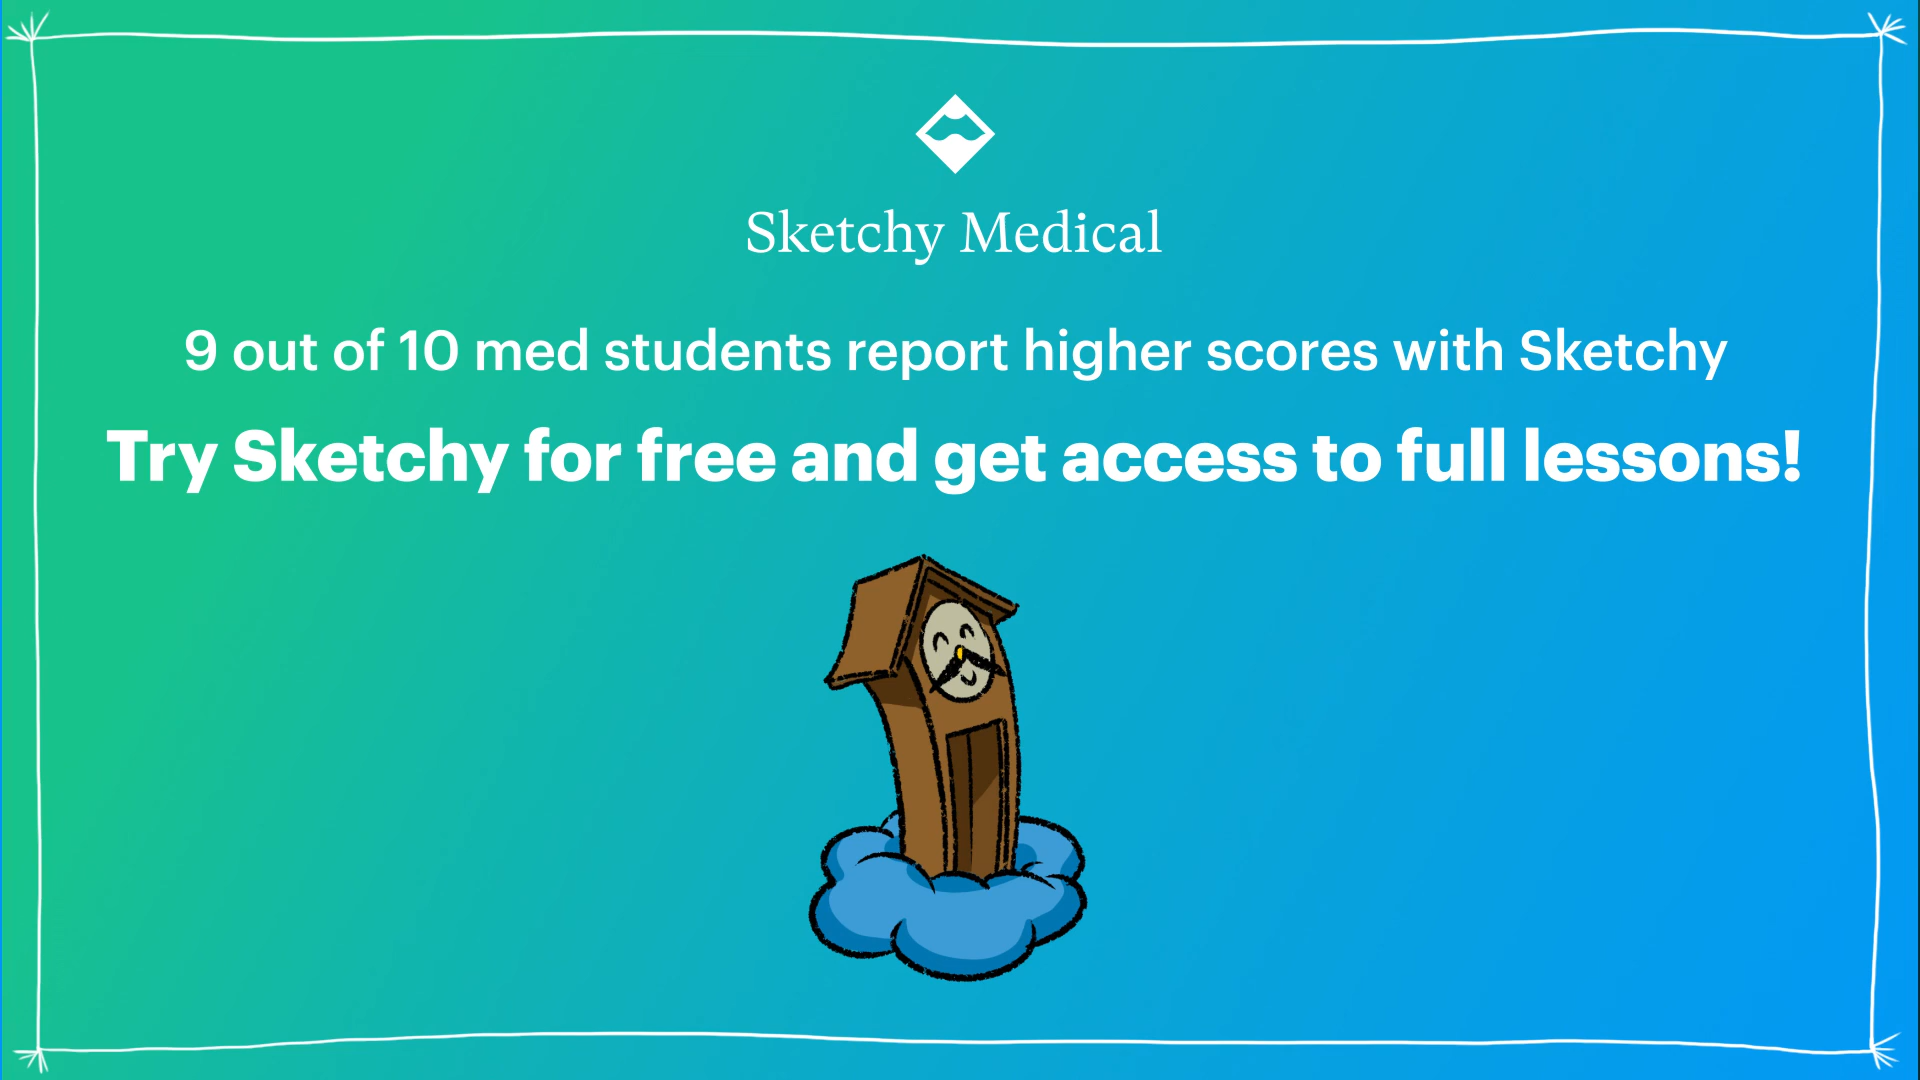 Sketchy Medical
9 out of 10 med students report higher scores with Sketchy
Try Sketchy for free and get access to full lessons!